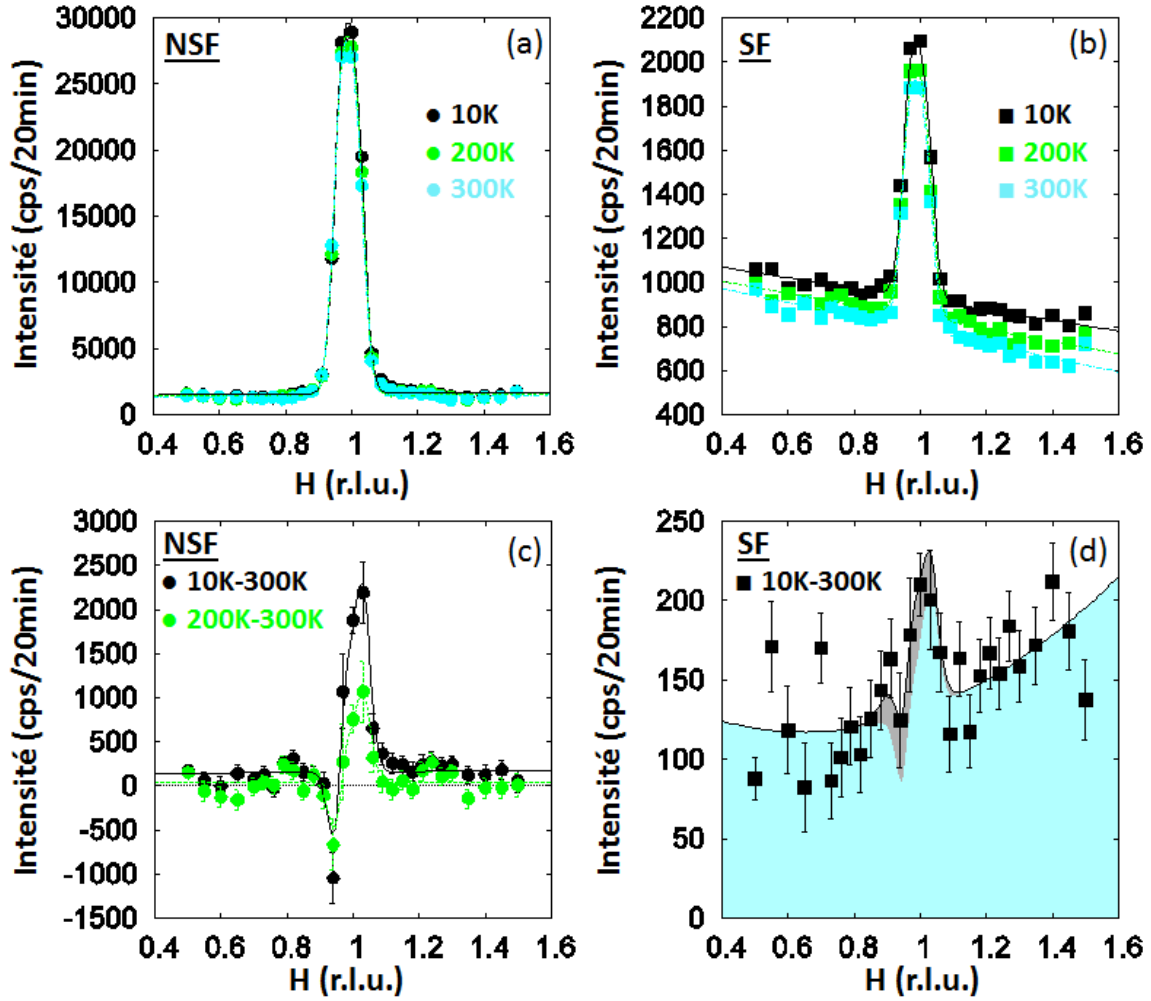 NSF
(a)
10K
200K
300K
30000
25000
20000
15000
10000
5000
0
0.4 0.6 0.8 1 1.2 1.4 1.6
H (r.l.u.)
Intensité (cps/20min)
SF
(b)
10K
200K
300K
2200
2000
1800
1600
1400
1200
1000
800
600
400
0.4 0.6 0.8 1 1.2 1.4 1.6
H (r.l.u.)
Intensité (cps/20min)
NSF
(c)
10K-300K
200K-300K
3000
2500
2000
1500
1000
500
0
-500
-1000
-1500
0.4 0.6 0.8 1 1.2 1.4 1.6
H (r.l.u.)
Intensité (cps/20min)
SF
(d)
10K-300K
250
200
150
100
50
0
0.4 0.6 0.8 1 1.2 1.4 1.6
H (r.l.u.)
Intensité (cps/20min)